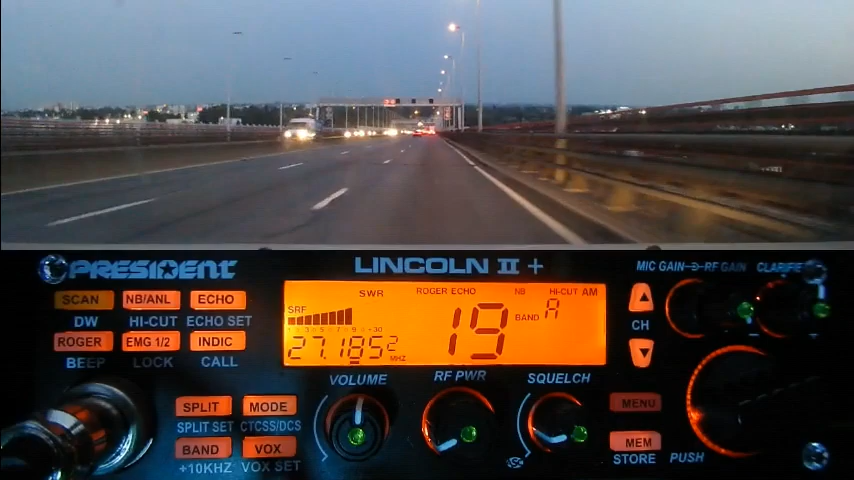 PRESIDENT
LINCOLN II +
MIC GAIN RF GAIN
SCAN NB/ANL ECHO
DW HI-CUT ECHO SET
ROGER EMG 1/2 INDIC
BEEP LOCK CALL
SPLIT MODE
SPLIT SET CTCSS/DCS
BAND VOX
+10KHZ VOX SET
SWR ROGER ECHO NB HI-CUT AM
SRF
19 BAND A
27.1852 MHZ
CH
VOLUME RF PWR SQUELCH
MENU
MEM
STORE PUSH